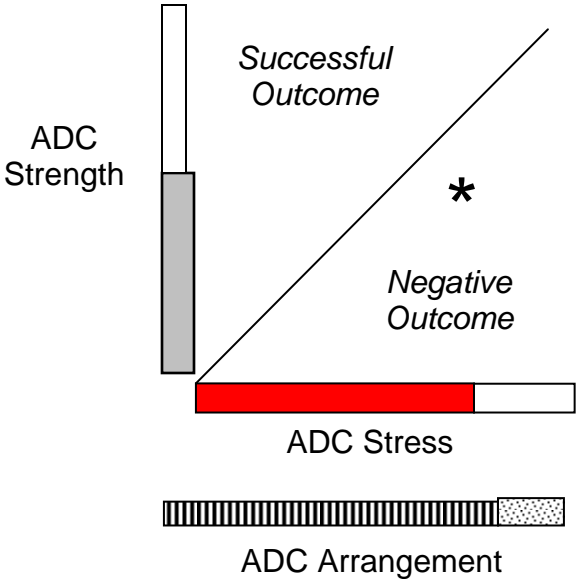 Successful
Outcome
ADC
Strength
*
Negative
Outcome
ADC Stress
ADC Arrangement